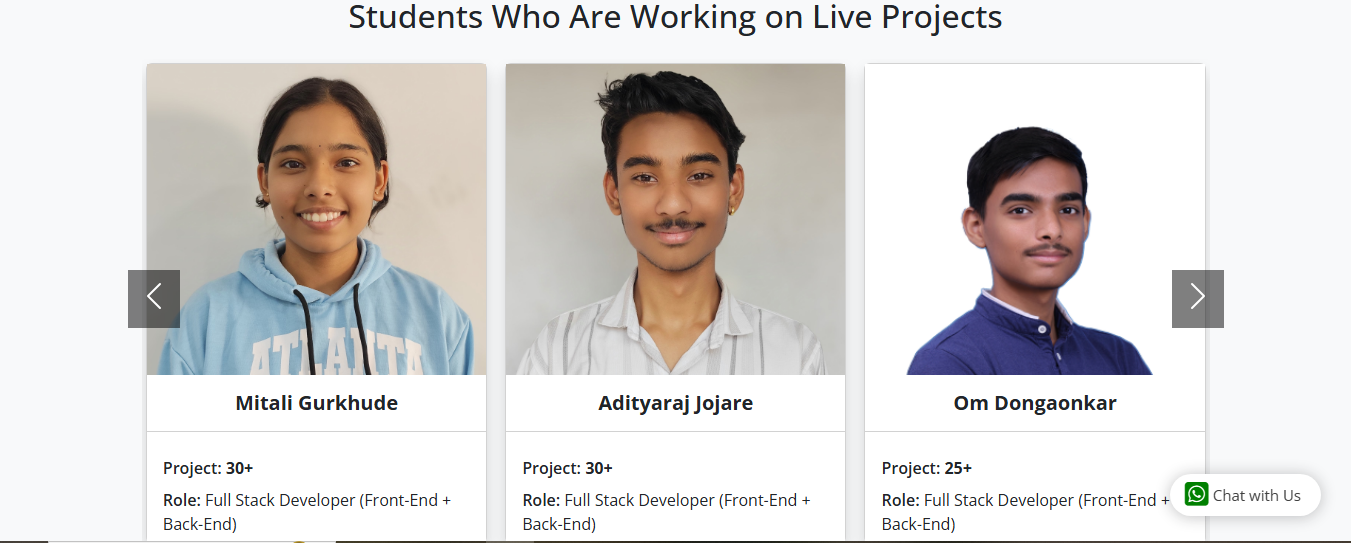 Students Who Are Working on Live Projects
ATLANTA
Mitali Gurkhude
Adityaraj Jojare
Om Dongaonkar
Project: 30+
Role: Full Stack Developer (Front-End +
Back-End)
Project: 30+
Role: Full Stack Developer (Front-End +
Back-End)
Project: 25+
Role: Full Stack Developer (Front-End +
Back-End)
Chat with Us